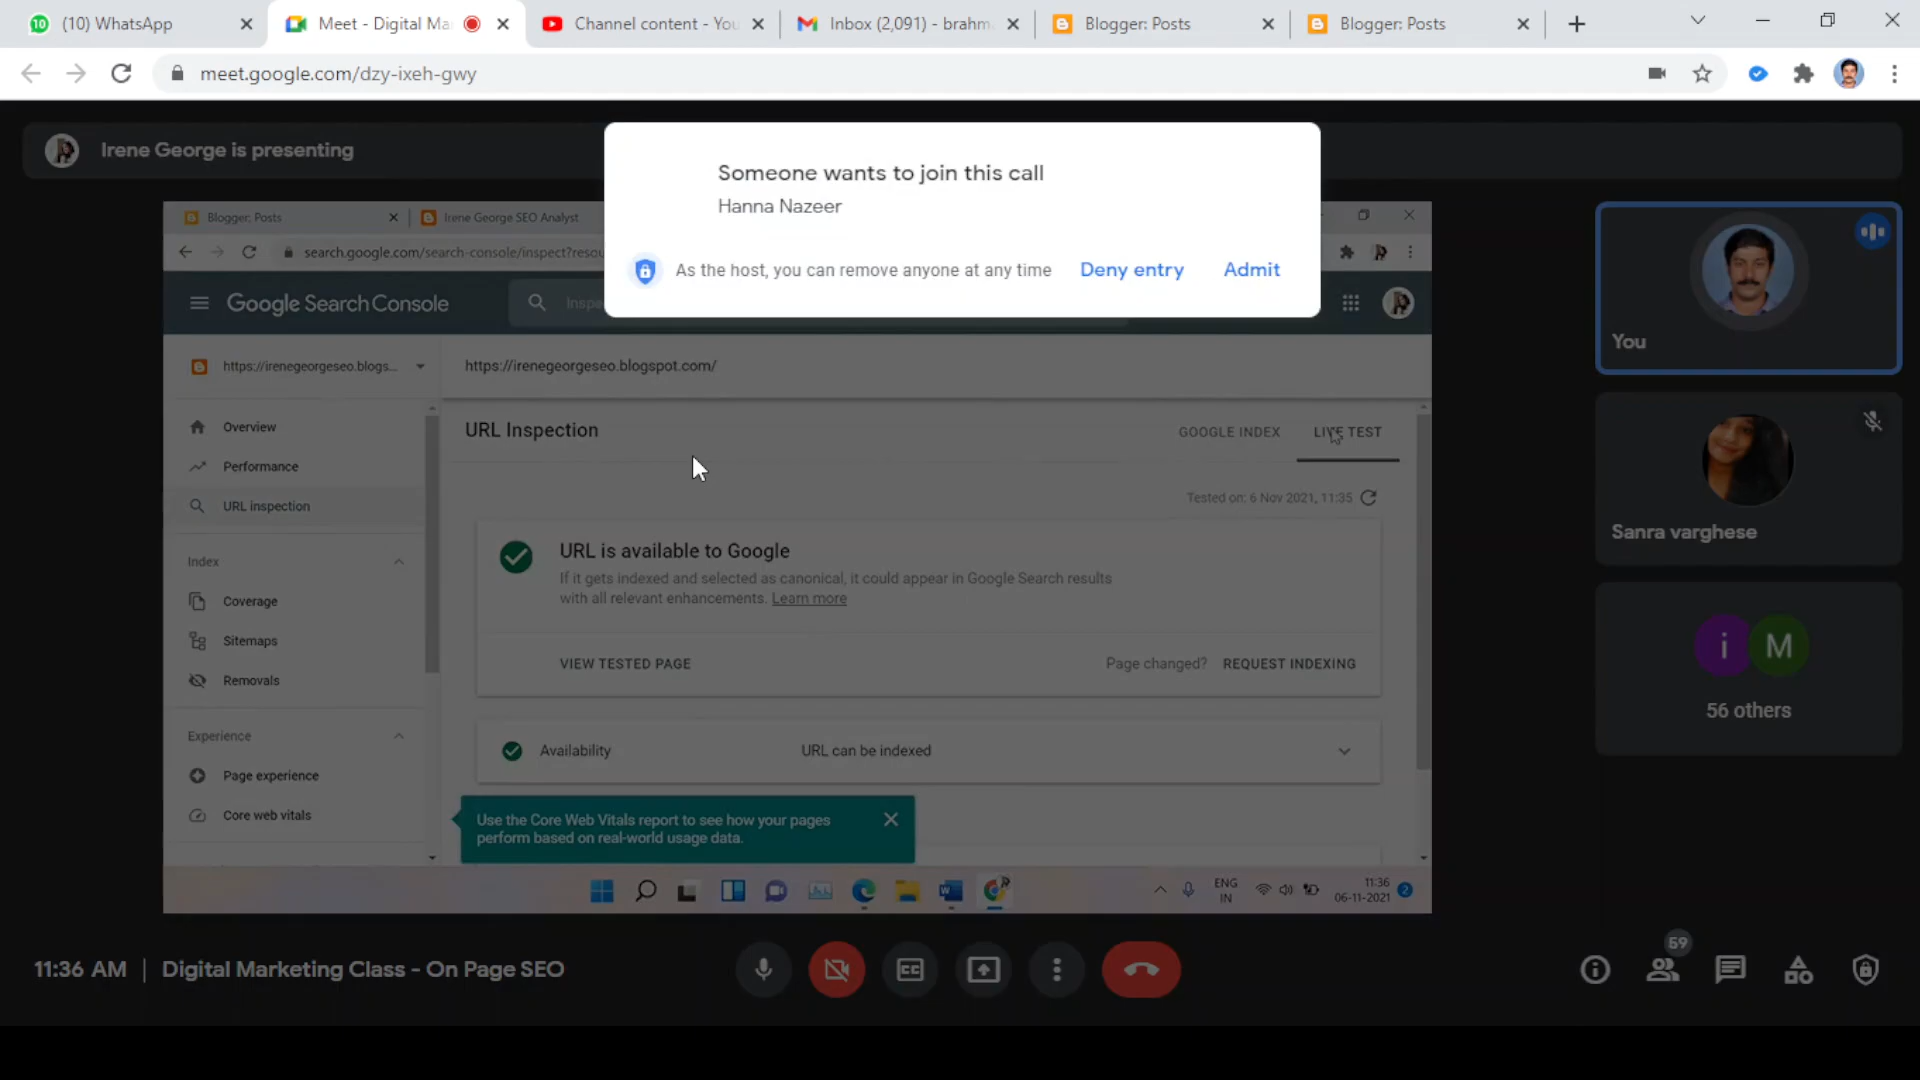 (10) WhatsApp
Meet - Digital Ma
Channel content - You
Inbox (2,091) - brahma
Blogger: Posts
Blogger: Posts
meet.google.com/dzy-ixeh-gwy
Irene George is presenting
Someone wants to join this call
Hanna Nazeer
As the host, you can remove anyone at any time
Deny entry
Admit
Blogger: Posts
Irene George SEO Analyst
search.google.com/search-console/inspect?resou
Google Search Console
Inspe
https://irenegeorgeseo.blogs...
https://irenegeorgeseo.blogspot.com/
Overview
Performance
URL inspection
Index
Coverage
Sitemaps
Removals
Experience
Page experience
Core web vitals
URL Inspection
GOOGLE INDEX
LIVE TEST
Tested on: 6 Nov 2021, 11:35
URL is available to Google
If it gets indexed and selected as canonical, it could appear in Google Search results
with all relevant enhancements. Learn more
VIEW TESTED PAGE
Page changed?
REQUEST INDEXING
Availability
URL can be indexed
Use the Core Web Vitals report to see how your pages
perform based on real-world usage data.
ENG
IN
11:36
06-11-2021
2
You
Sanra varghese
i
M
56 others
11:36 AM | Digital Marketing Class - On Page SEO
CC
59